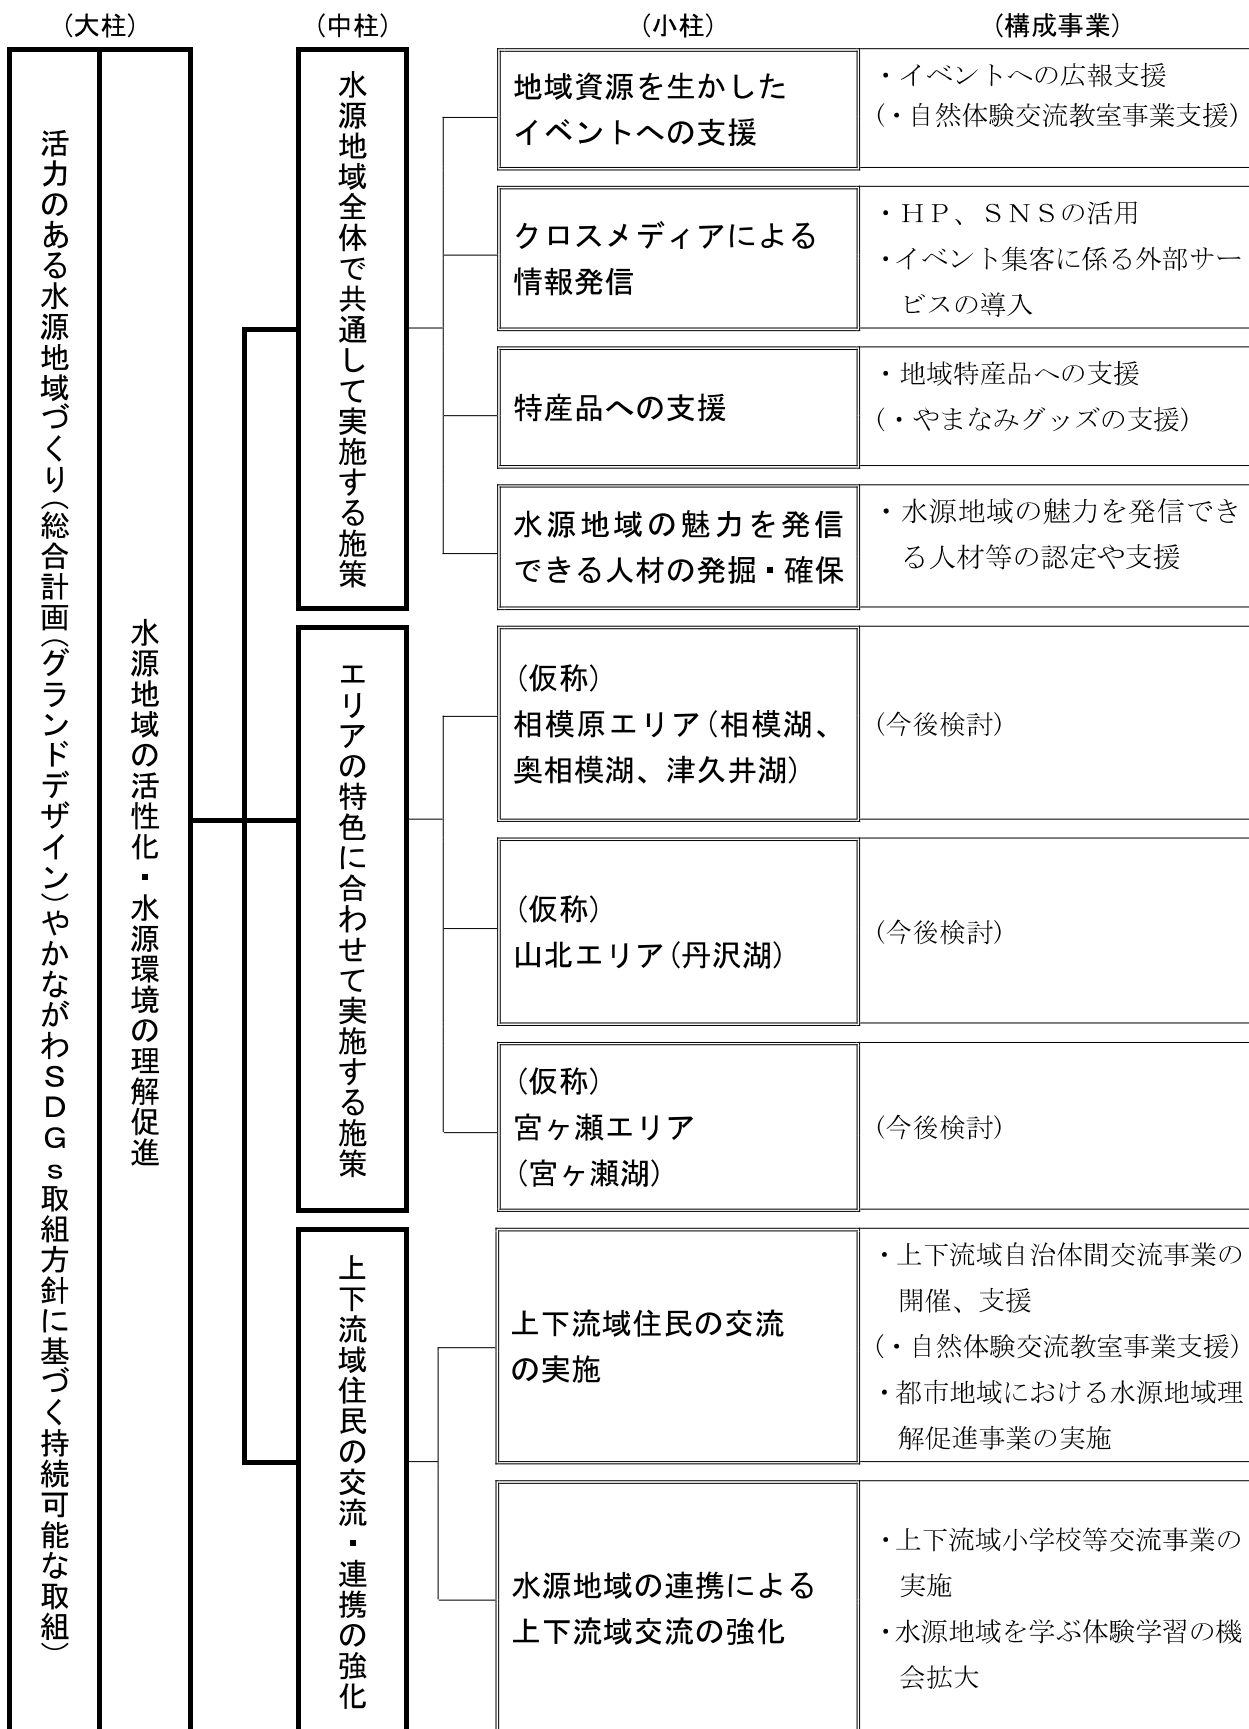 （大柱）
（中柱）
（小柱）
（構成事業）
活力のある水源地域づくり（総合計画（グランドデザイン）やかながわＳＤＧｓ取組方針に基づく持続可能な取組）
水源地域の活性化・水源環境の理解促進
水源地域全体で共通して実施する施策
地域資源を生かした
イベントへの支援
・イベントへの広報支援
（・自然体験交流教室事業支援）
クロスメディアによる
情報発信
・ＨＰ、ＳＮＳの活用
・イベント集客に係る外部サー
ビスの導入
特産品への支援
・地域特産品への支援
（・やまなみグッズの支援）
水源地域の魅力を発信
できる人材の発掘・確保
・水源地域の魅力を発信でき
る人材等の認定や支援
エリアの特色に合わせて実施する施策
（仮称）
相模原エリア（相模湖、
奥相模湖、津久井湖）
（今後検討）
（仮称）
山北エリア（丹沢湖）
（今後検討）
（仮称）
宮ヶ瀬エリア
（宮ヶ瀬湖）
（今後検討）
上下流域住民の交流・連携の強化
上下流域住民の交流
の実施
・上下流域自治体間交流事業の
開催、支援
（・自然体験交流教室事業支援）
・都市地域における水源地域理
解促進事業の実施
水源地域の連携による
上下流域交流の強化
・上下流域小学校等交流事業の
実施
・水源地域を学ぶ体験学習の機
会拡大